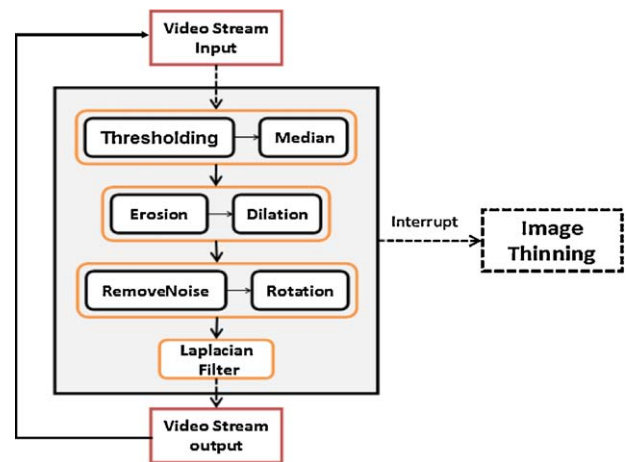 Video Stream
Input
Thresholding
Median
Erosion
Dilation
Interrupt
Image
Thinning
RemoveNoise
Rotation
Laplacian
Filter
Video Stream
output